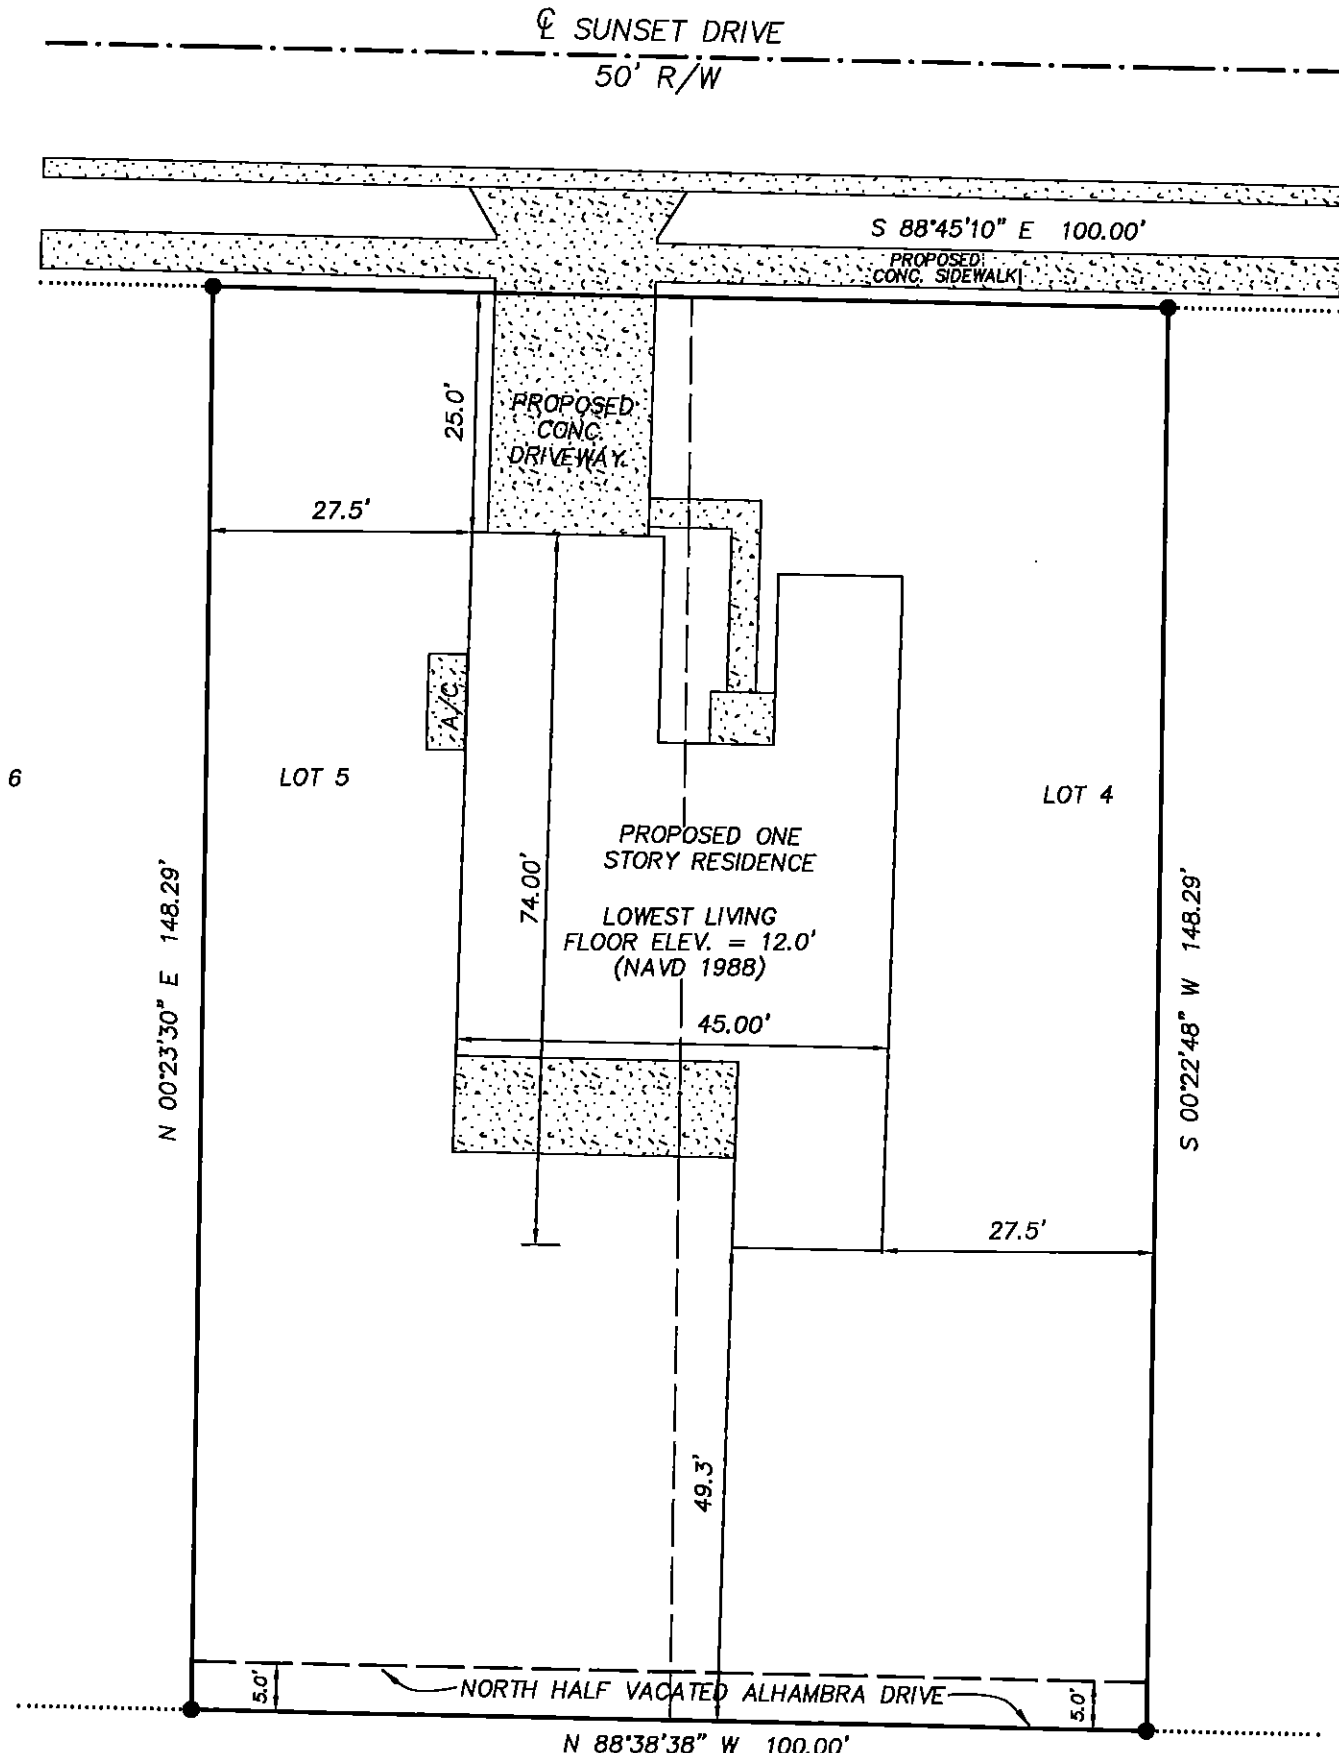 ℄ SUNSET DRIVE
50' R/W
S 88°45'10" E 100.00'
PROPOSED
CONC. SIDEWALK
25.0'
PROPOSED
CONC.
DRIVEWAY
27.5'
A/C
6
LOT 5
LOT 4
PROPOSED ONE
STORY RESIDENCE
74.00'
LOWEST LIVING
FLOOR ELEV. = 12.0'
(NAVD 1988)
N 00°23'30" E 148.29'
S 00°22'48" W 148.29'
45.00'
27.5'
49.3'
5.0'
NORTH HALF VACATED ALHAMBRA DRIVE
5.0'
N 88°38'38" W 100.00'